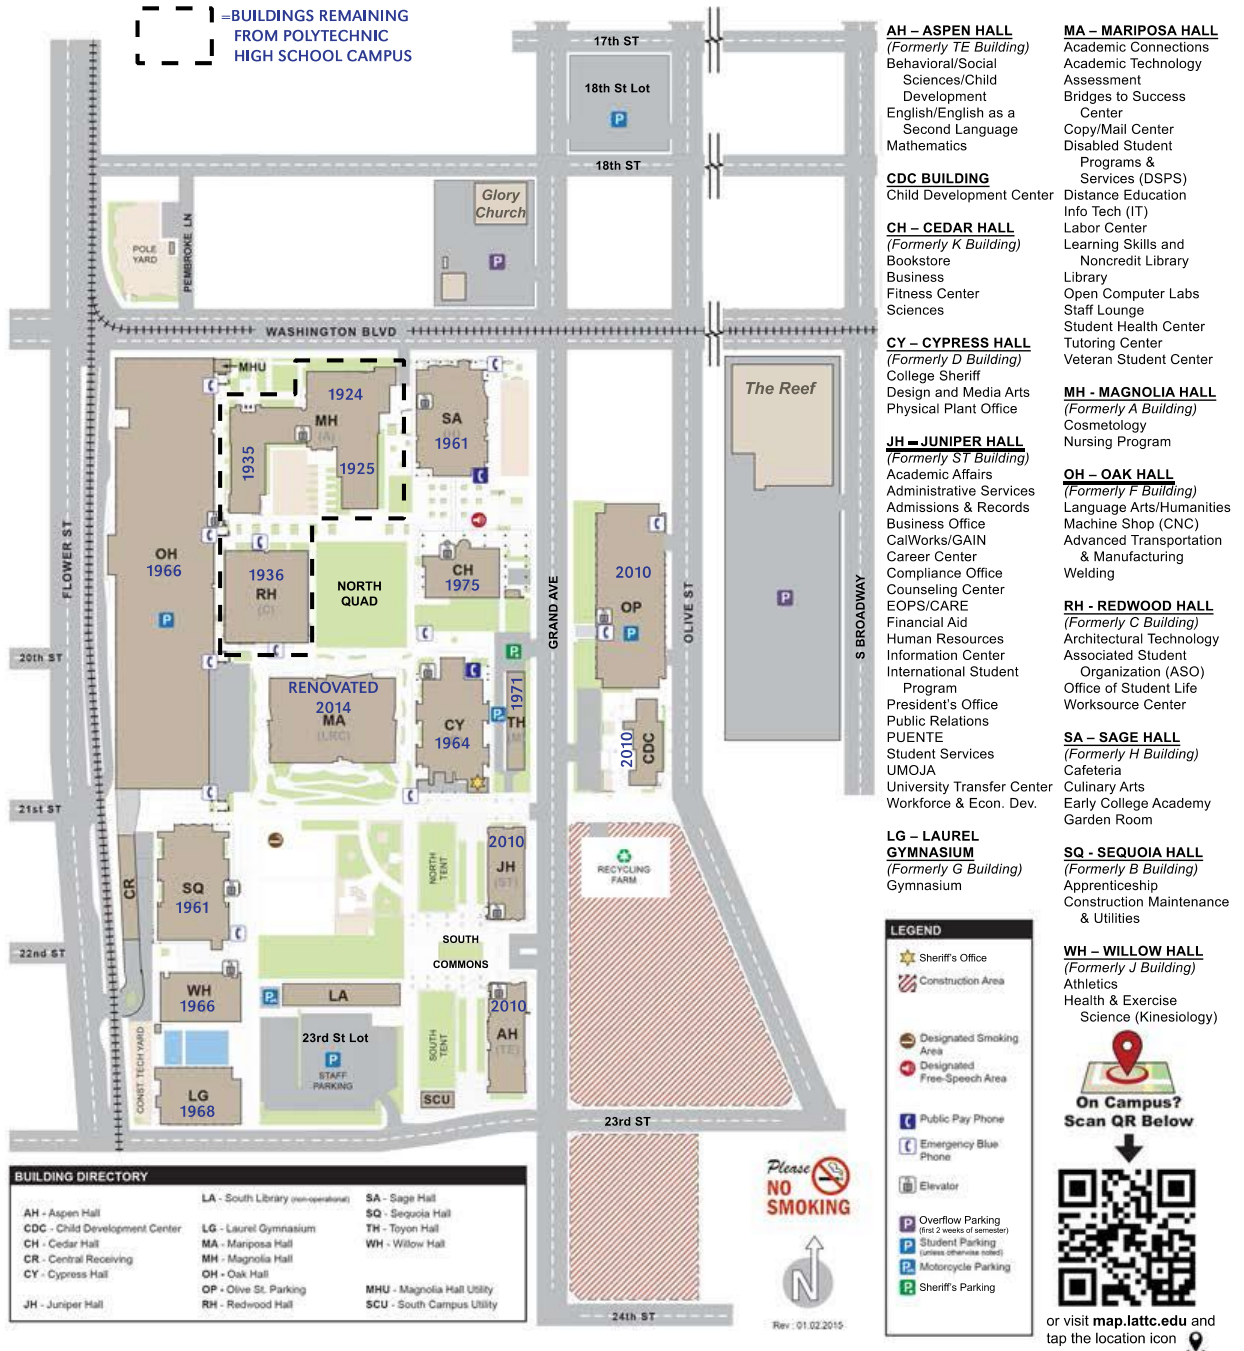 =BUILDINGS REMAINING
FROM POLYTECHNIC
HIGH SCHOOL CAMPUS
17th ST
18th St Lot
P
18th ST
Glory
Church
P
POLE
YARD
PEMBROKE LN
WASHINGTON BLVD
MHU
1924
MH
(A)
1935
1925
SA
1961
The Reef
FLOWER ST
OH
1966
P
1936
RH
(C)
NORTH
QUAD
CH
1975
GRAND AVE
2010
OP
P
OLIVE ST
P
S BROADWAY
20th ST
P
RENOVATED
2014
MA
(LRC)
CY
1964
P
1971
TH
(M)
2010
CDC
21st ST
CR
SQ
1961
NORTH
TENT
2010
JH
(ST)
RECYCLING
FARM
22nd ST
SOUTH
COMMONS
WH
1966
P
LA
23rd St Lot
P
STAFF
PARKING
SOUTH
TENT
2010
AH
(TE)
CONST. TECH YARD
LG
1968
SCU
23rd ST
24th ST
Please
NO
SMOKING
N
Rev : 01.02.2015
AH – ASPEN HALL
(Formerly TE Building)
Behavioral/Social
Sciences/Child
Development
English/English as a
Second Language
Mathematics
CDC BUILDING
Child Development Center
CH – CEDAR HALL
(Formerly K Building)
Bookstore
Business
Fitness Center
Sciences
CY – CYPRESS HALL
(Formerly D Building)
College Sheriff
Design and Media Arts
Physical Plant Office
JH – JUNIPER HALL
(Formerly ST Building)
Academic Affairs
Administrative Services
Admissions & Records
Business Office
CalWorks/GAIN
Career Center
Compliance Office
Counseling Center
EOPS/CARE
Financial Aid
Human Resources
Information Center
International Student
Program
President's Office
Public Relations
PUENTE
Student Services
UMOJA
University Transfer Center
Workforce & Econ. Dev.
LG – LAUREL
GYMNASIUM
(Formerly G Building)
Gymnasium
MA – MARIPOSA HALL
Academic Connections
Academic Technology
Assessment
Bridges to Success
Center
Copy/Mail Center
Disabled Student
Programs &
Services (DSPS)
Distance Education
Info Tech (IT)
Labor Center
Learning Skills and
Noncredit Library
Library
Open Computer Labs
Staff Lounge
Student Health Center
Tutoring Center
Veteran Student Center
MH - MAGNOLIA HALL
(Formerly A Building)
Cosmetology
Nursing Program
OH – OAK HALL
(Formerly F Building)
Language Arts/Humanities
Machine Shop (CNC)
Advanced Transportation
& Manufacturing
Welding
RH - REDWOOD HALL
(Formerly C Building)
Architectural Technology
Associated Student
Organization (ASO)
Office of Student Life
Worksource Center
SA – SAGE HALL
(Formerly H Building)
Cafeteria
Culinary Arts
Early College Academy
Garden Room
SQ - SEQUOIA HALL
(Formerly B Building)
Apprenticeship
Construction Maintenance
& Utilities
WH – WILLOW HALL
(Formerly J Building)
Athletics
Health & Exercise
Science (Kinesiology)
LEGEND
Sheriff's Office
Construction Area
Designated Smoking
Area
Designated
Free-Speech Area
Public Pay Phone
Emergency Blue
Phone
Elevator
P Overflow Parking
(first 2 weeks of semester)
P Student Parking
(unless otherwise noted)
P Motorcycle Parking
P Sheriff's Parking
On Campus?
Scan QR Below
or visit map.lattc.edu and
tap the location icon
BUILDING DIRECTORY
AH - Aspen Hall
CDC - Child Development Center
CH - Cedar Hall
CR - Central Receiving
CY - Cypress Hall
JH - Juniper Hall
LA - South Library (non-operational)
LG - Laurel Gymnasium
MA - Mariposa Hall
MH - Magnolia Hall
OH - Oak Hall
OP - Olive St. Parking
RH - Redwood Hall
SA - Sage Hall
SQ - Sequoia Hall
TH - Toyon Hall
WH - Willow Hall
MHU - Magnolia Hall Utility
SCU - South Campus Utility